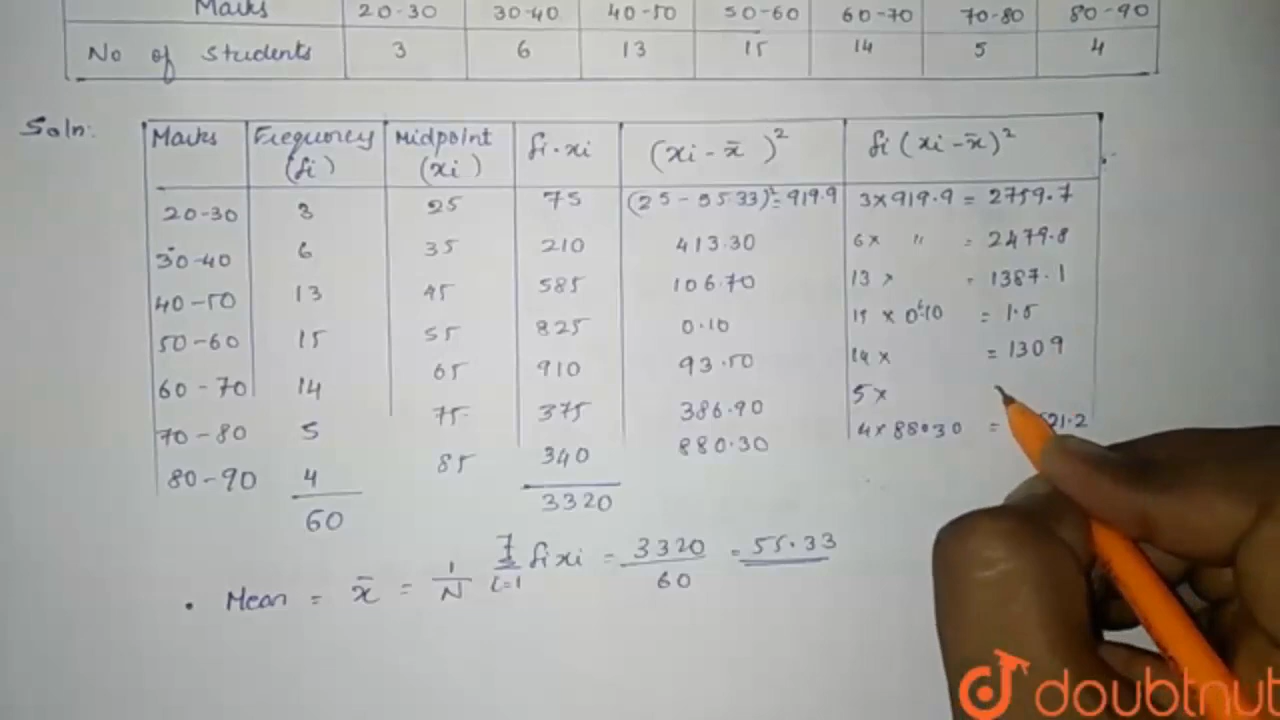 Marks 20-30 30-40 40-50 50-60 60-70 70-80 80-90
No of Students 3 6 13 15 14 5 4
Soln:
Marks Frequency (fi) Midpoint (xi) fi·xi (xi - x̄)² fi(xi - x̄)²
20-30 3 25 75 (25 - 55.33)² = 919.9 3×919.9 = 2759.7
30-40 6 35 210 413.30 6× " = 2479.8
40-50 13 45 585 106.70 13× = 1387.1
50-60 15 55 825 0.10 15 × 0.10 = 1.5
60-70 14 65 910 93.50 14× = 1309
70-80 5 75 375 386.90 5×
80-90 4 85 340 880.30 4×880.30 = 21.2
60 3320
• Mean = x̄ = 1/N 7 Σ i=1 fixi = 3320/60 = 55.33
doubtnut